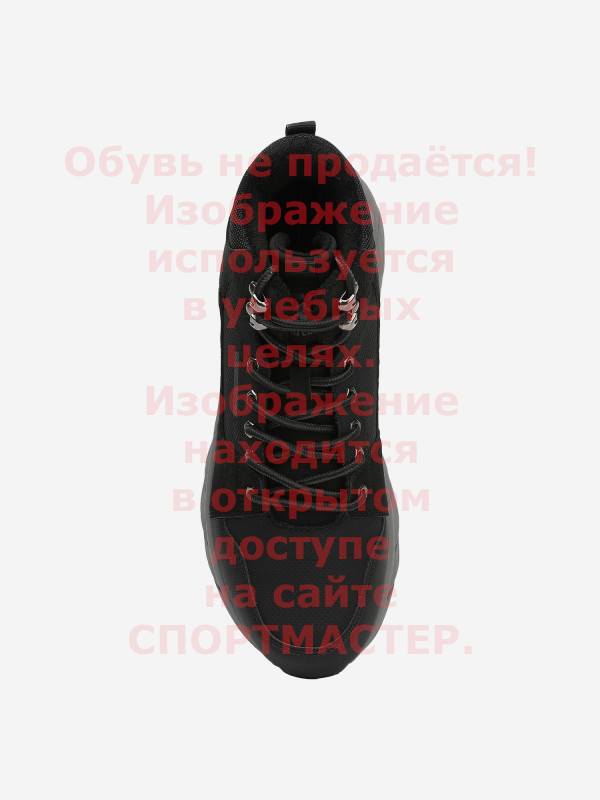 Обувь не продаётся!
Изображение
используется
в учебных
целях.
Изображение
находится
в открытом
доступе
на сайте
СПОРТМАСТЕР.